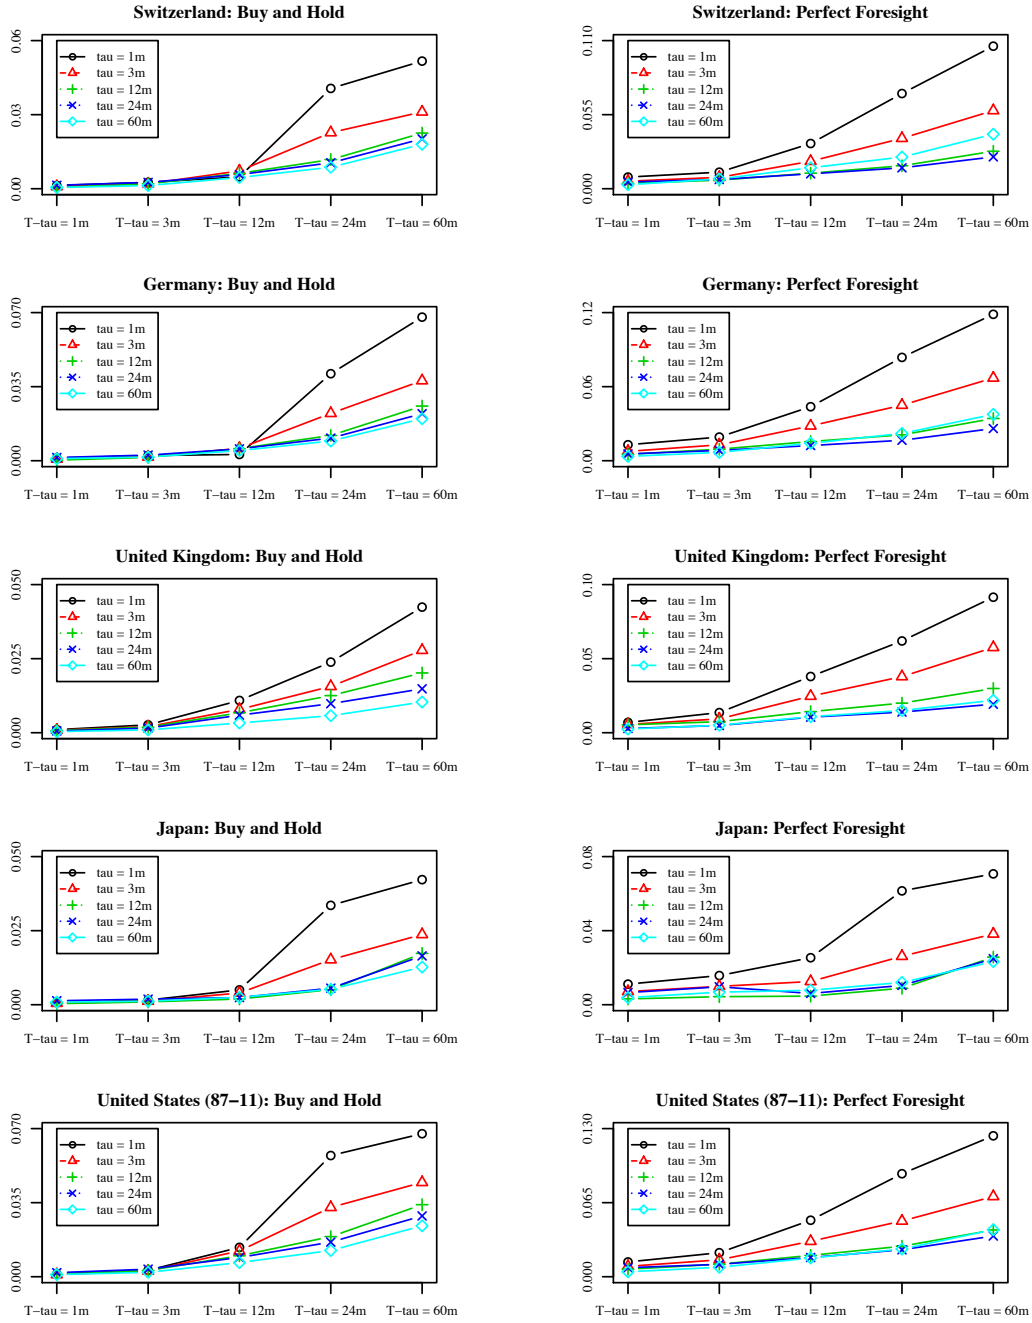 Switzerland: Buy and Hold
0.06
0.03
0.00
tau = 1m
tau = 3m
tau = 12m
tau = 24m
tau = 60m
T−tau = 1m T−tau = 3m T−tau = 12m T−tau = 24m T−tau = 60m
Switzerland: Perfect Foresight
0.110
0.055
0.000
tau = 1m
tau = 3m
tau = 12m
tau = 24m
tau = 60m
T−tau = 1m T−tau = 3m T−tau = 12m T−tau = 24m T−tau = 60m
Germany: Buy and Hold
0.070
0.035
0.000
tau = 1m
tau = 3m
tau = 12m
tau = 24m
tau = 60m
T−tau = 1m T−tau = 3m T−tau = 12m T−tau = 24m T−tau = 60m
Germany: Perfect Foresight
0.12
0.06
0.00
tau = 1m
tau = 3m
tau = 12m
tau = 24m
tau = 60m
T−tau = 1m T−tau = 3m T−tau = 12m T−tau = 24m T−tau = 60m
United Kingdom: Buy and Hold
0.050
0.025
0.000
tau = 1m
tau = 3m
tau = 12m
tau = 24m
tau = 60m
T−tau = 1m T−tau = 3m T−tau = 12m T−tau = 24m T−tau = 60m
United Kingdom: Perfect Foresight
0.10
0.05
0.00
tau = 1m
tau = 3m
tau = 12m
tau = 24m
tau = 60m
T−tau = 1m T−tau = 3m T−tau = 12m T−tau = 24m T−tau = 60m
Japan: Buy and Hold
0.050
0.025
0.000
tau = 1m
tau = 3m
tau = 12m
tau = 24m
tau = 60m
T−tau = 1m T−tau = 3m T−tau = 12m T−tau = 24m T−tau = 60m
Japan: Perfect Foresight
0.08
0.04
0.00
tau = 1m
tau = 3m
tau = 12m
tau = 24m
tau = 60m
T−tau = 1m T−tau = 3m T−tau = 12m T−tau = 24m T−tau = 60m
United States (87−11): Buy and Hold
0.070
0.035
0.000
tau = 1m
tau = 3m
tau = 12m
tau = 24m
tau = 60m
T−tau = 1m T−tau = 3m T−tau = 12m T−tau = 24m T−tau = 60m
United States (87−11): Perfect Foresight
0.130
0.065
0.000
tau = 1m
tau = 3m
tau = 12m
tau = 24m
tau = 60m
T−tau = 1m T−tau = 3m T−tau = 12m T−tau = 24m T−tau = 60m